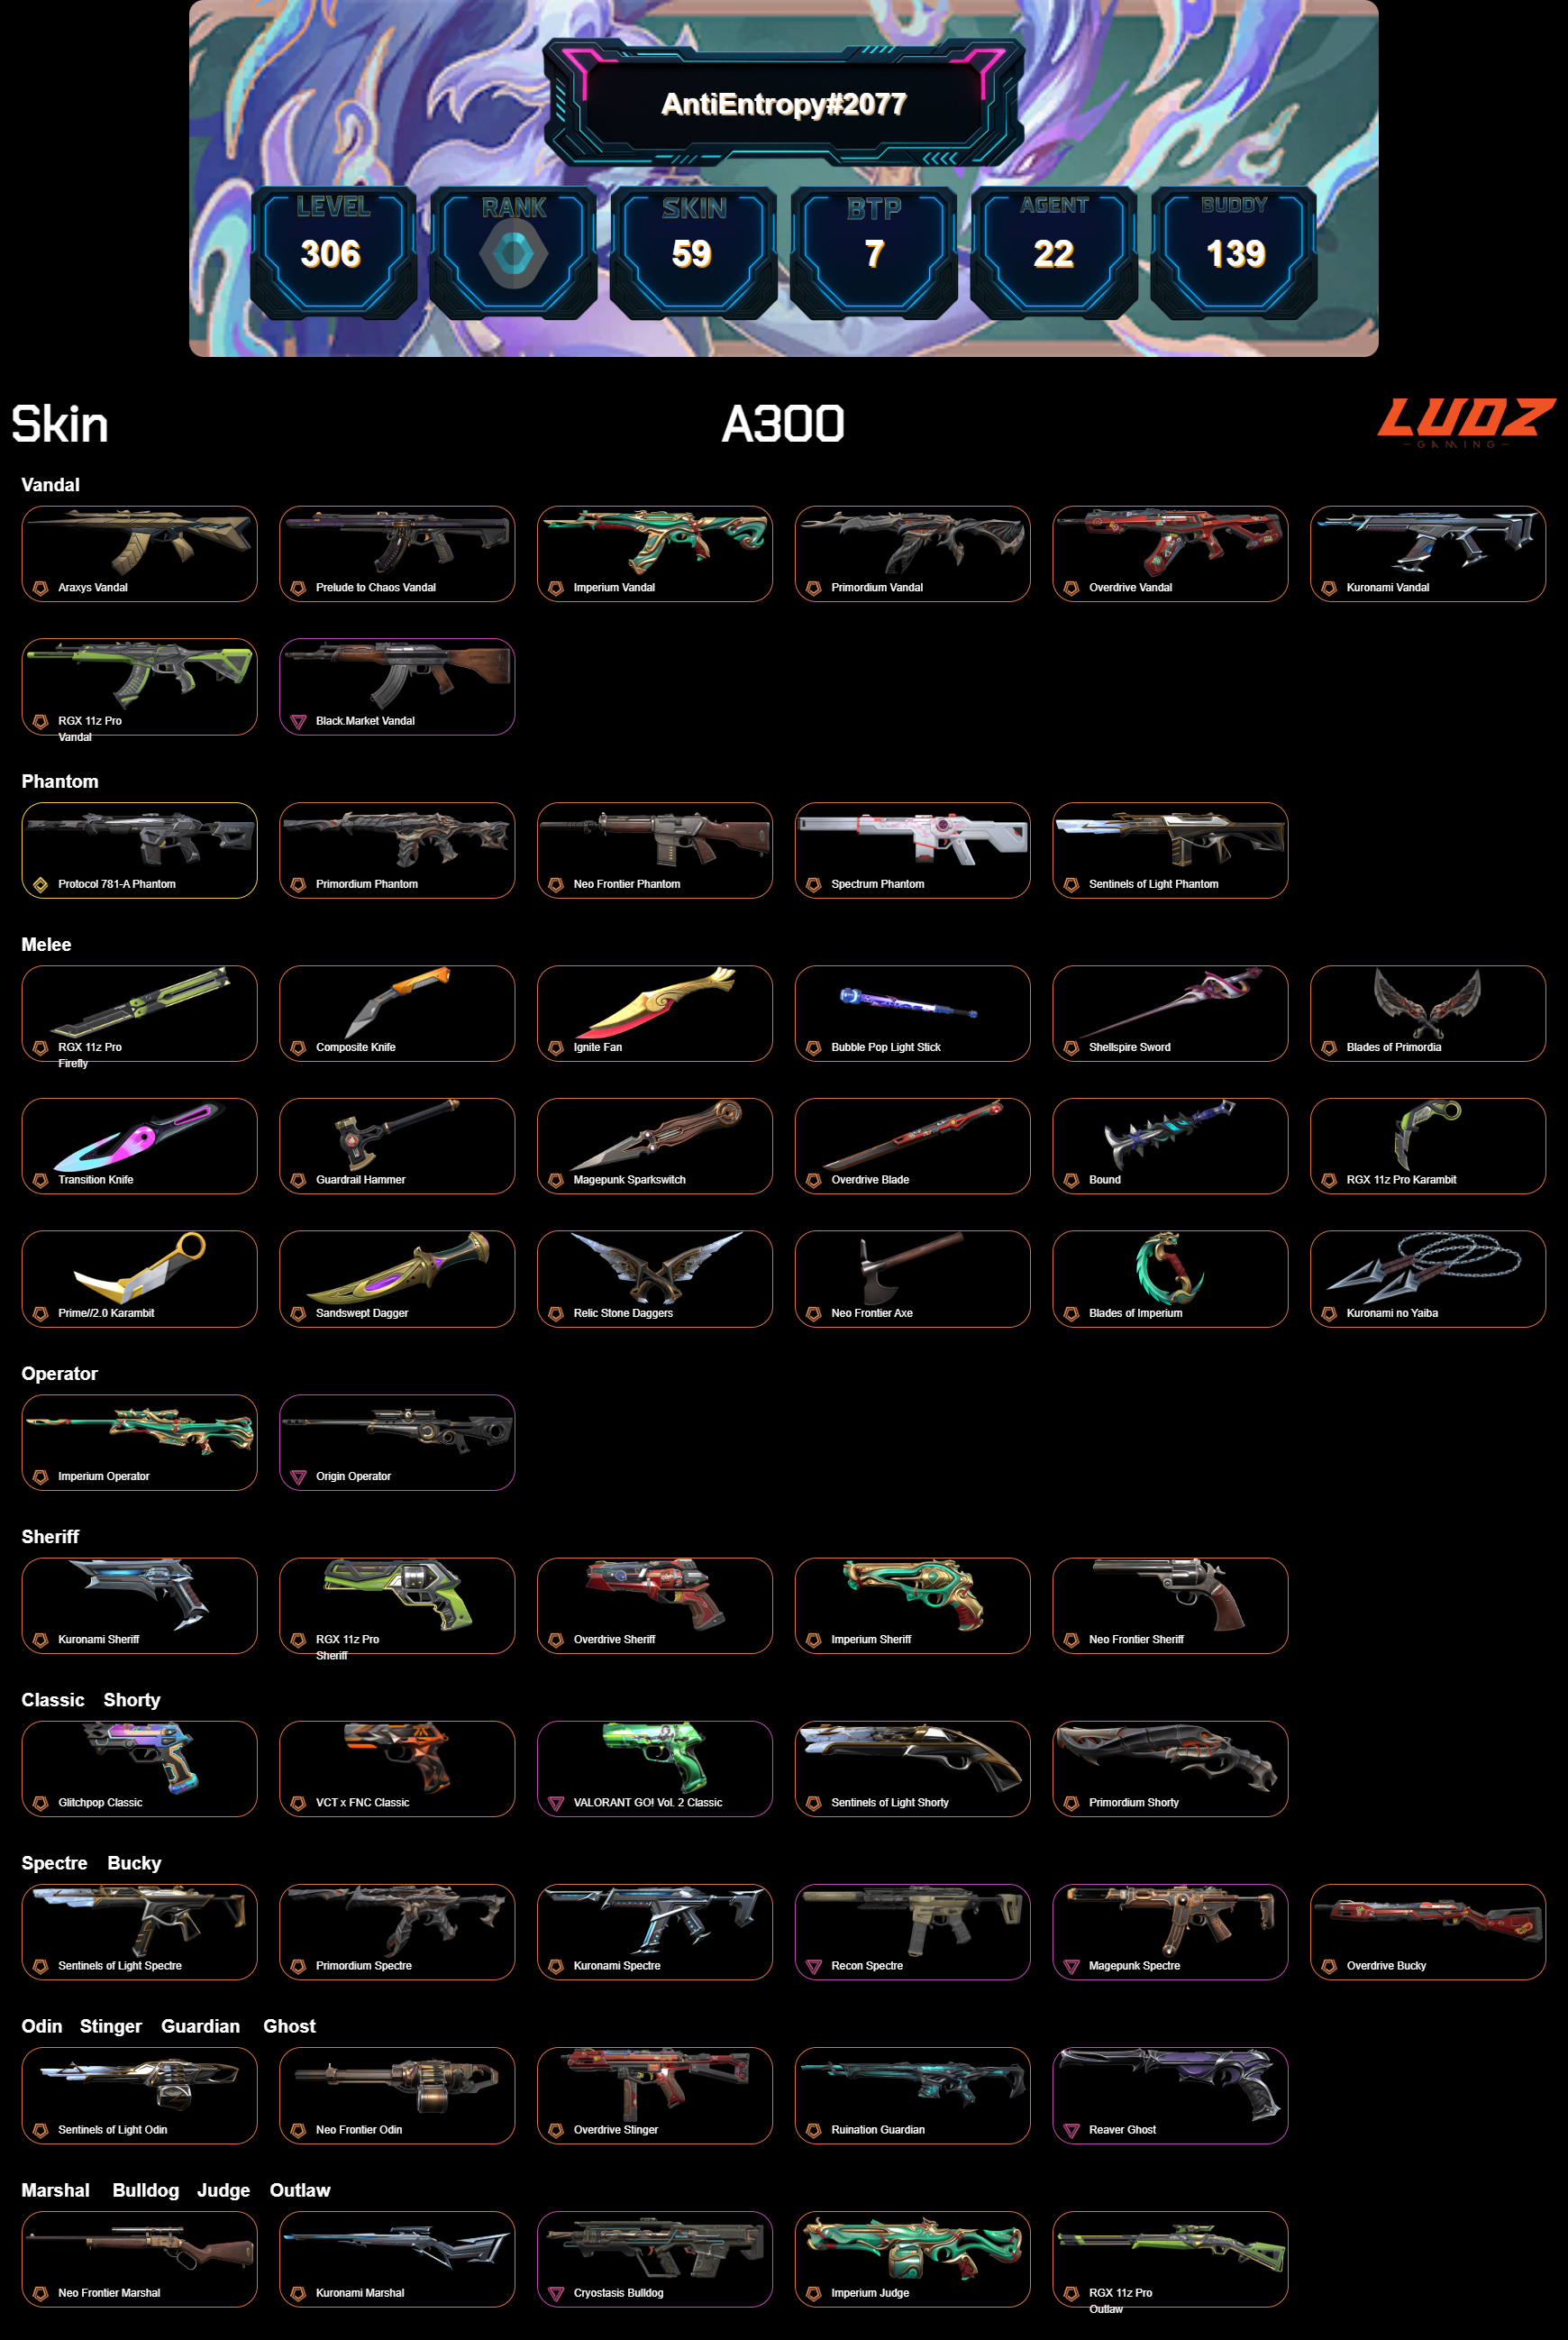 AntiEntropy#2077
LEVEL RANK SKIN BTP AGENT BUDDY
306 59 7 22 139
Skin A300 LUOZ
-GAMING-
Vandal
Araxys Vandal Prelude to Chaos Vandal Imperium Vandal Primordium Vandal Overdrive Vandal Kuronami Vandal
RGX 11z Pro Black.Market Vandal
Vandal
Phantom
Protocol 781-A Phantom Primordium Phantom Neo Frontier Phantom Spectrum Phantom Sentinels of Light Phantom
Melee
RGX 11z Pro Composite Knife Ignite Fan Bubble Pop Light Stick Shellspire Sword Blades of Primordia
Firefly
Transition Knife Guardrail Hammer Magepunk Sparkswitch Overdrive Blade Bound RGX 11z Pro Karambit
Prime//2.0 Karambit Sandswept Dagger Relic Stone Daggers Neo Frontier Axe Blades of Imperium Kuronami no Yaiba
Operator
Imperium Operator Origin Operator
Sheriff
Kuronami Sheriff RGX 11z Pro Overdrive Sheriff Imperium Sheriff Neo Frontier Sheriff
Sheriff
Classic Shorty
Glitchpop Classic VCT x FNC Classic VALORANT GO! Vol. 2 Classic Sentinels of Light Shorty Primordium Shorty
Spectre Bucky
Sentinels of Light Spectre Primordium Spectre Kuronami Spectre Recon Spectre Magepunk Spectre Overdrive Bucky
Odin Stinger Guardian Ghost
Sentinels of Light Odin Neo Frontier Odin Overdrive Stinger Ruination Guardian Reaver Ghost
Marshal Bulldog Judge Outlaw
Neo Frontier Marshal Kuronami Marshal Cryostasis Bulldog Imperium Judge RGX 11z Pro
Outlaw